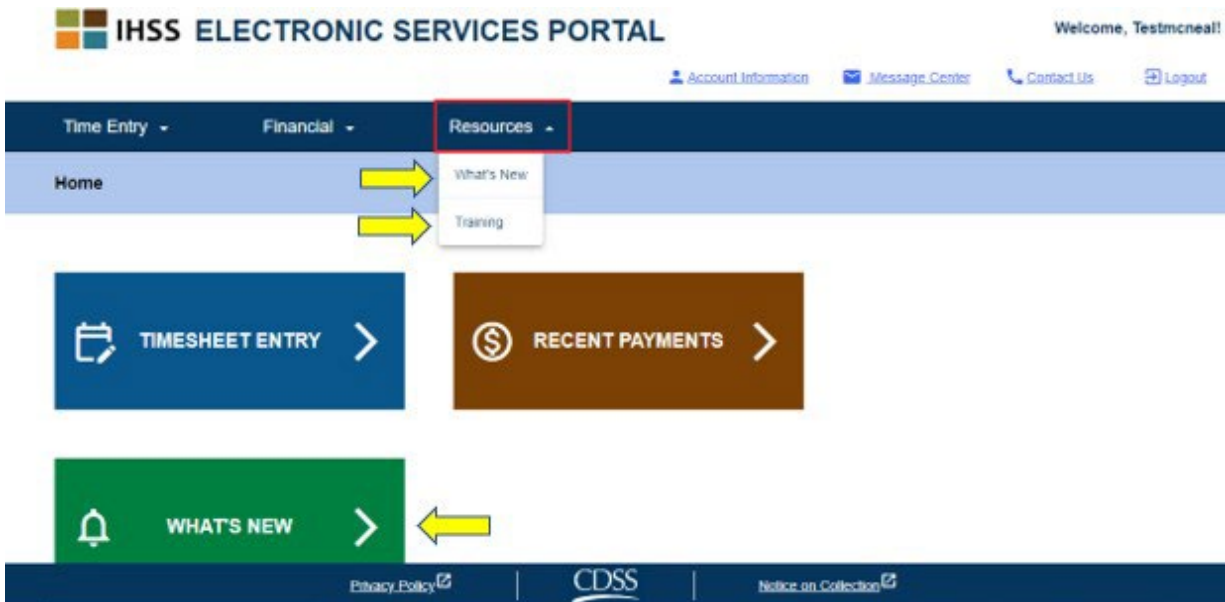 IHSS ELECTRONIC SERVICES PORTAL
Welcome, Testmcneal!
Account Information Message Center Contact Us Logout
Time Entry Financial Resources
Home
What's New
Training
TIMESHEET ENTRY
RECENT PAYMENTS
WHAT'S NEW
Privacy Policy CDSS Notice on Collection